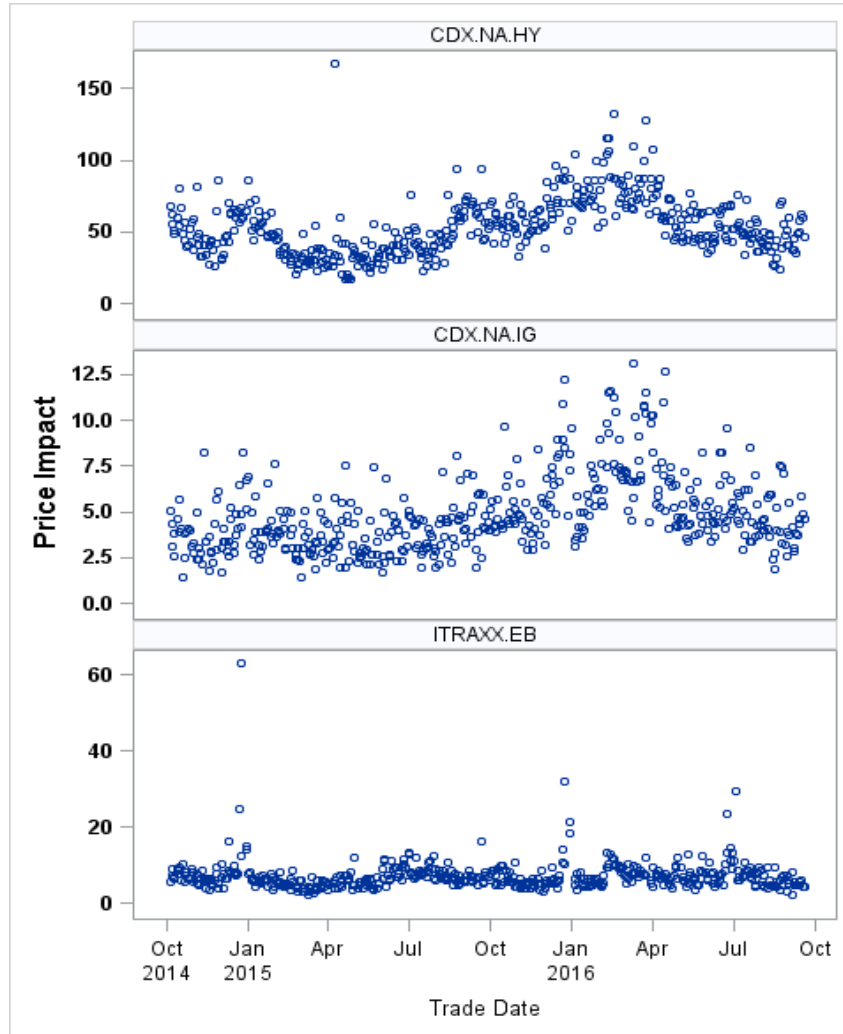 CDX.NA.HY
150
100
50
0
CDX.NA.IG
12.5
10.0
7.5
5.0
2.5
0.0
Price Impact
ITRAXX.EB
60
40
20
0
Oct Jan Apr Jul Oct Jan Apr Jul Oct
2014 2015 2016
Trade Date